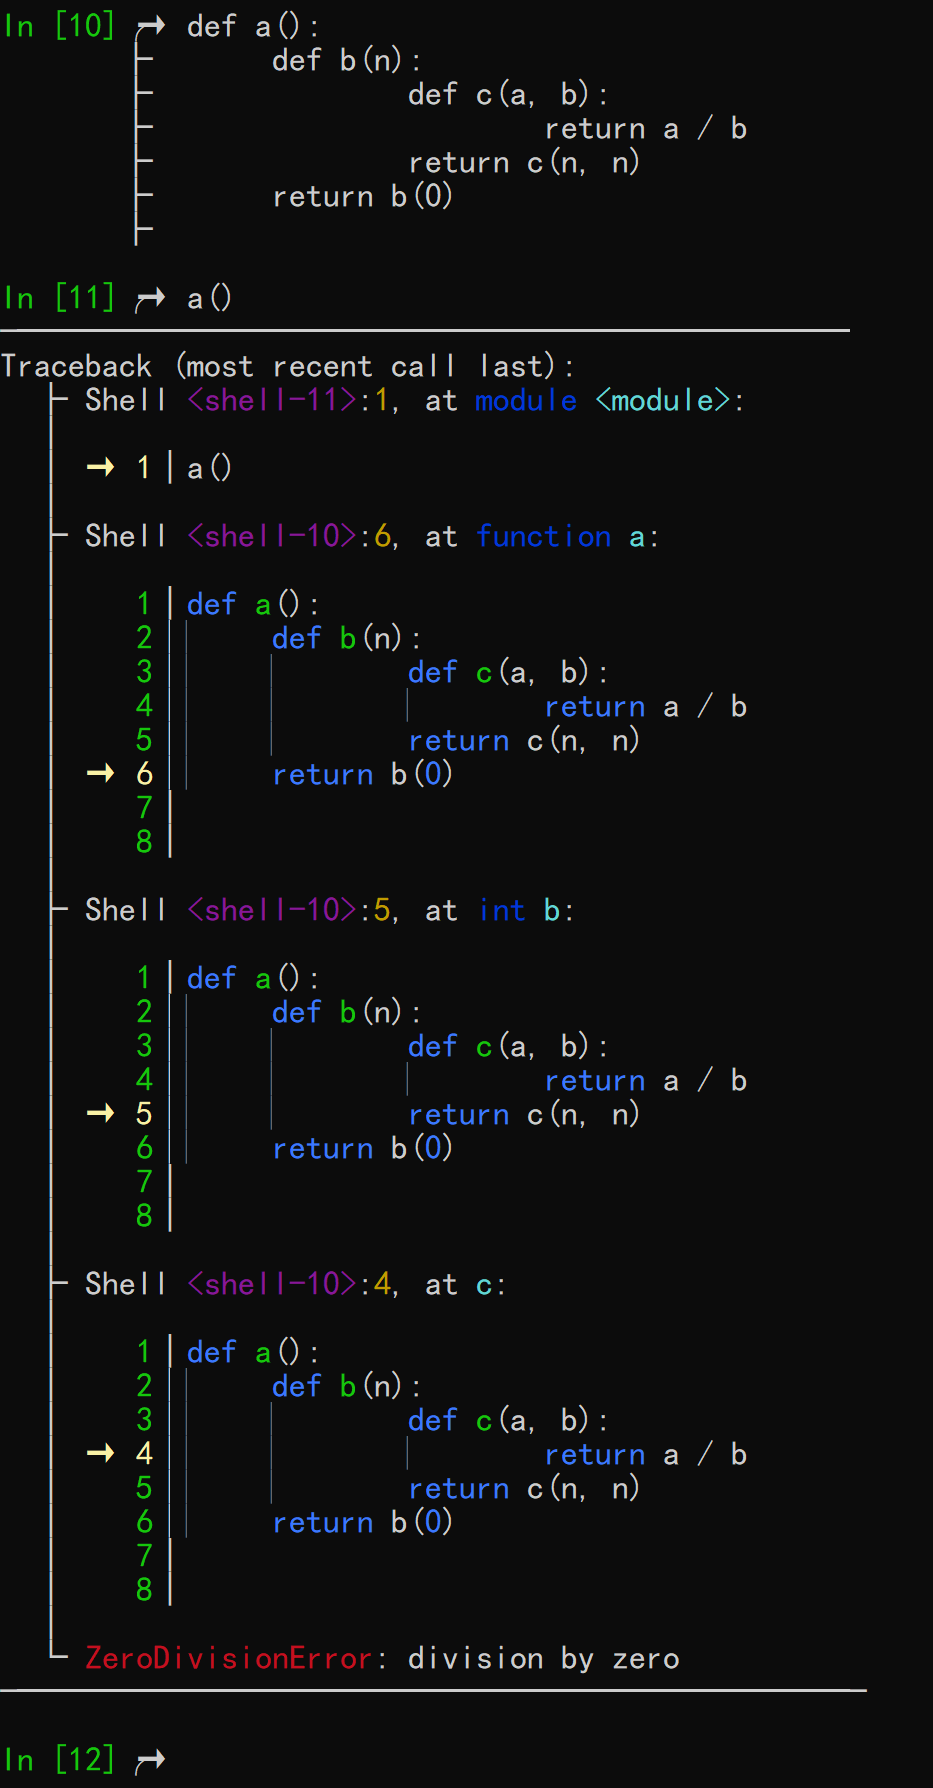 In [10] ┌→ def a():
        ├─      def b(n):
        ├─              def c(a, b):
        ├─                      return a / b
        ├─              return c(n, n)
        ├─      return b(0)
        ├─
In [11] ┌→ a()
Traceback (most recent call last):
   ├─ Shell <shell-11>:1, at module <module>:
   │ → 1 │a()
   ├─ Shell <shell-10>:6, at function a:
   │    1 │def a():
   │    2 ││    def b(n):
   │    3 ││    │       def c(a, b):
   │    4 ││    │       │       return a / b
   │    5 ││    │       return c(n, n)
   │  → 6 ││    return b(0)
   │    7 │
   │    8 │
   ├─ Shell <shell-10>:5, at int b:
   │    1 │def a():
   │    2 ││    def b(n):
   │    3 ││    │       def c(a, b):
   │    4 ││    │       │       return a / b
   │  → 5 ││    │       return c(n, n)
   │    6 ││    return b(0)
   │    7 │
   │    8 │
   ├─ Shell <shell-10>:4, at c:
   │    1 │def a():
   │    2 ││    def b(n):
   │    3 ││    │       def c(a, b):
   │  → 4 ││    │       │       return a / b
   │    5 ││    │       return c(n, n)
   │    6 ││    return b(0)
   │    7 │
   │    8 │
   └─ ZeroDivisionError: division by zero
In [12] ┌→